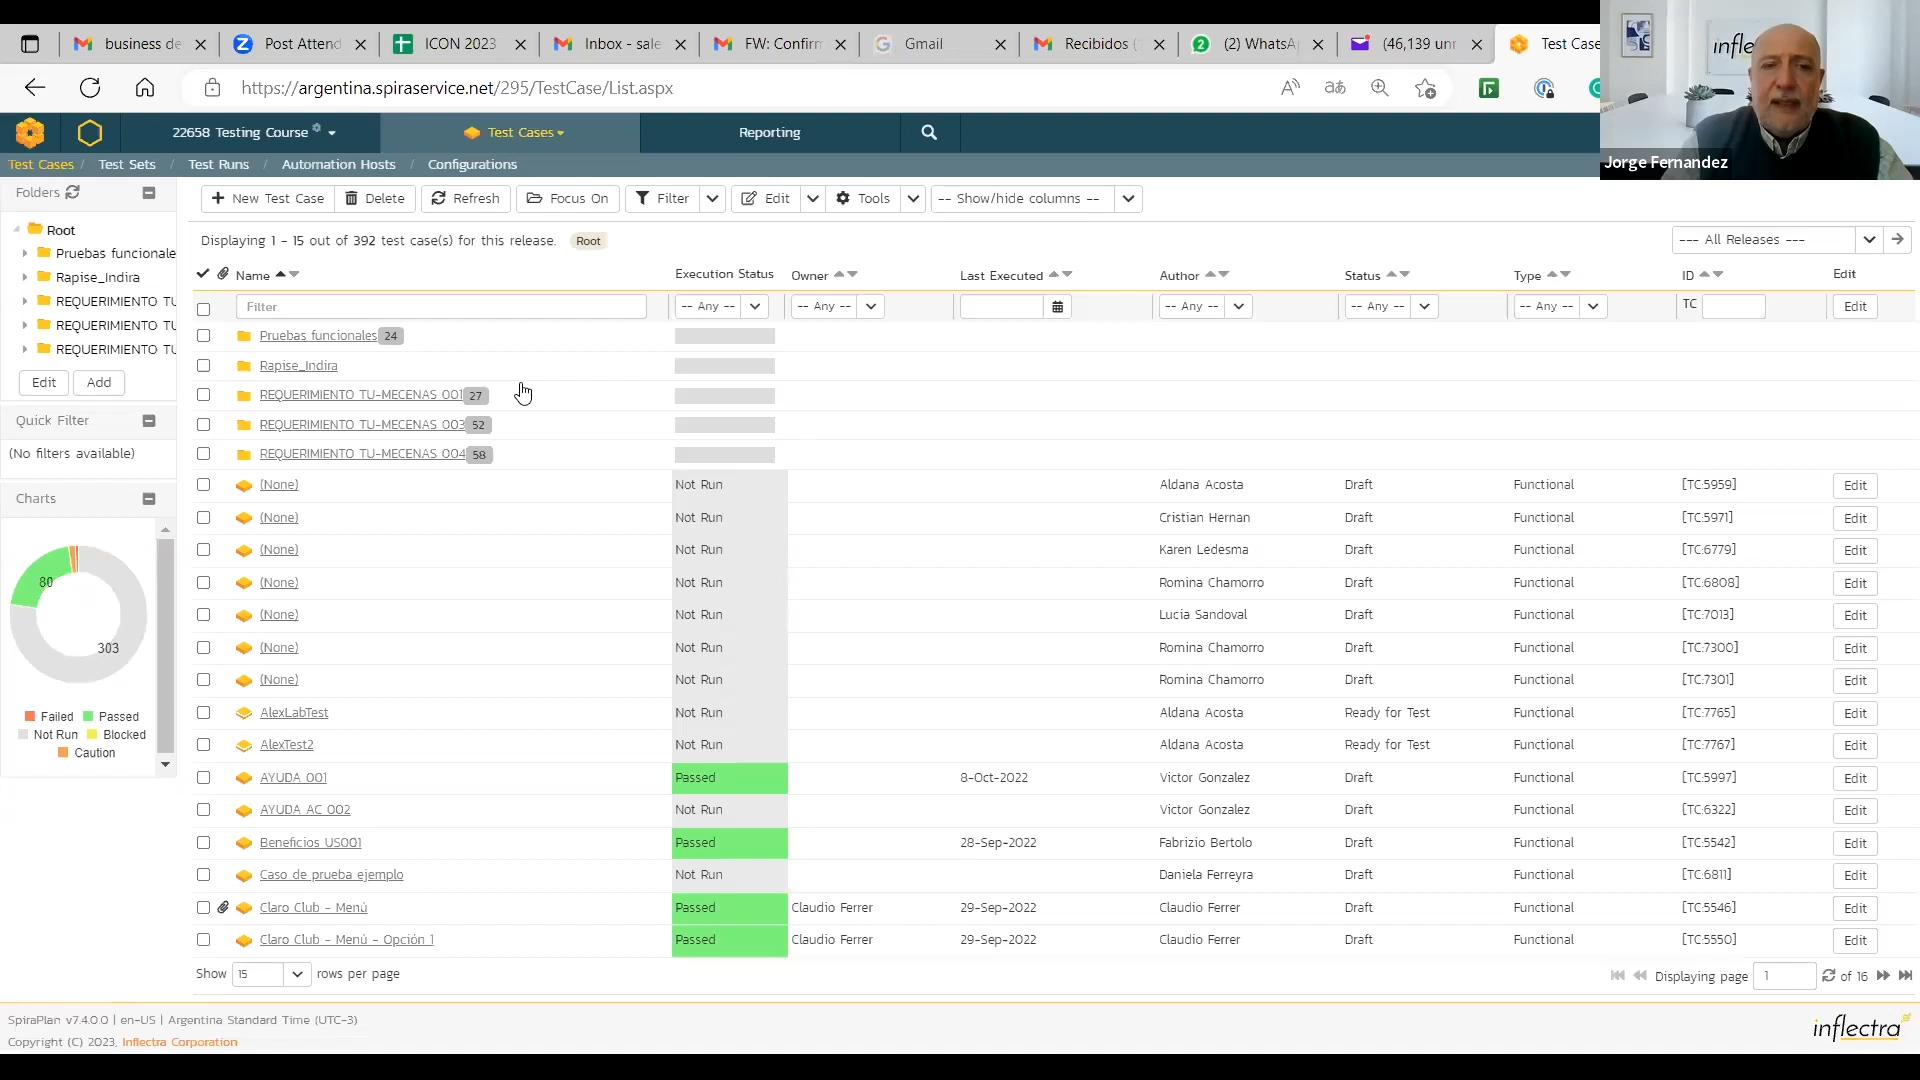 business de
Post Attend
ICON 2023
Inbox - sale
FW: Confirm
Gmail
Recibidos (
(2) WhatsA
(46,139 unr
Test Case
https://argentina.spiraservice.net/295/TestCase/List.aspx
infle
Jorge Fernandez
22658 Testing Course
Test Cases
Reporting
Test Cases / Test Sets / Test Runs / Automation Hosts / Configurations
Folders
Root
Pruebas funcionale
Rapise_Indira
REQUERIMIENTO TU
REQUERIMIENTO TU
REQUERIMIENTO TU
Edit Add
Quick Filter
(No filters available)
Charts
80
303
Failed Passed
Not Run Blocked
Caution
New Test Case Delete Refresh Focus On Filter Edit Tools -- Show/hide columns --
Displaying 1 - 15 out of 392 test case(s) for this release. Root
--- All Releases ---
Name Execution Status Owner Last Executed Author Status Type ID Edit
Filter -- Any -- -- Any -- -- Any -- -- Any -- -- Any -- TC Edit
Pruebas funcionales 24
Rapise_Indira
REQUERIMIENTO TU-MECENAS 001 27
REQUERIMIENTO TU-MECENAS 003 52
REQUERIMIENTO TU-MECENAS 004 58
(None) Not Run Aldana Acosta Draft Functional [TC:5959] Edit
(None) Not Run Cristian Hernan Draft Functional [TC:5971] Edit
(None) Not Run Karen Ledesma Draft Functional [TC:6779] Edit
(None) Not Run Romina Chamorro Draft Functional [TC:6808] Edit
(None) Not Run Lucia Sandoval Draft Functional [TC:7013] Edit
(None) Not Run Romina Chamorro Draft Functional [TC:7300] Edit
(None) Not Run Romina Chamorro Draft Functional [TC:7301] Edit
AlexLabTest Not Run Aldana Acosta Ready for Test Functional [TC:7765] Edit
AlexTest2 Not Run Aldana Acosta Ready for Test Functional [TC:7767] Edit
AYUDA 001 Passed 8-Oct-2022 Victor Gonzalez Draft Functional [TC:5997] Edit
AYUDA AC 002 Not Run Victor Gonzalez Draft Functional [TC:6322] Edit
Beneficios US001 Passed 28-Sep-2022 Fabrizio Bertolo Draft Functional [TC:5542] Edit
Caso de prueba ejemplo Not Run Daniela Ferreyra Draft Functional [TC:6811] Edit
Claro Club - Menú Passed Claudio Ferrer 29-Sep-2022 Claudio Ferrer Draft Functional [TC:5546] Edit
Claro Club - Menú - Opción 1 Passed Claudio Ferrer 29-Sep-2022 Claudio Ferrer Draft Functional [TC:5550] Edit
Show 15 rows per page
Displaying page 1 of 16
SpiraPlan v7.4.0.0 | en-US | Argentina Standard Time (UTC-3)
Copyright (C) 2023, Inflectra Corporation
inflectra